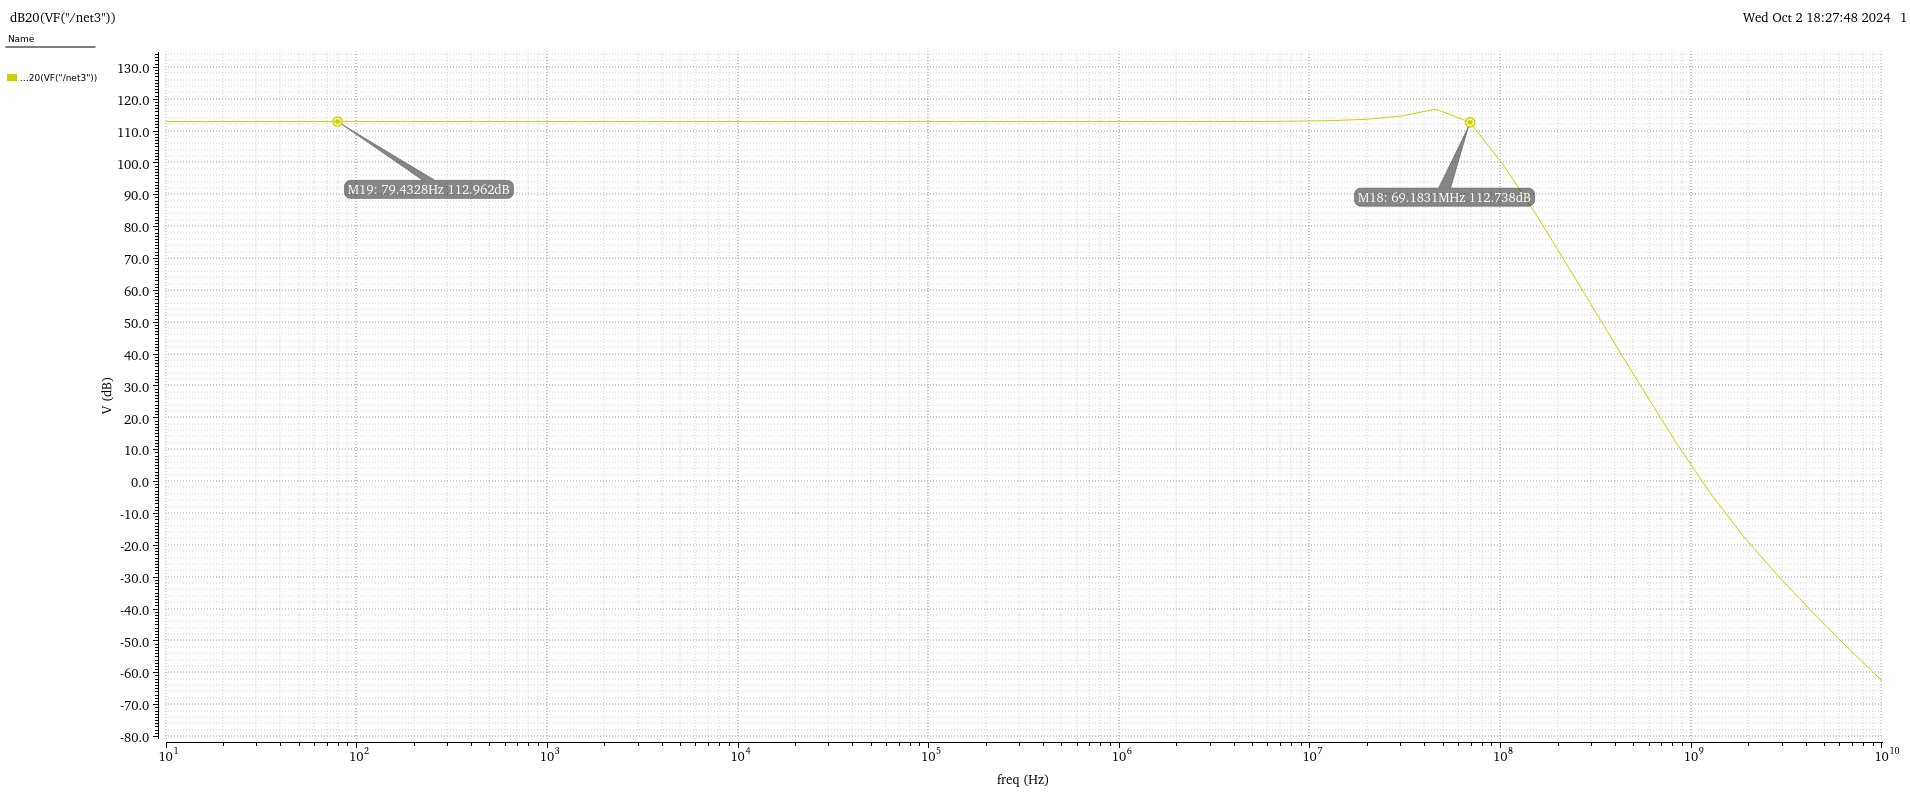 dB20(VF("/net3"))
Wed Oct 2 18:27:48 2024 1
Name
...20(VF("/net3"))
130.0
120.0
110.0
100.0
90.0
80.0
70.0
60.0
50.0
40.0
30.0
20.0
10.0
0.0
-10.0
-20.0
-30.0
-40.0
-50.0
-60.0
-70.0
-80.0
V (dB)
M19: 79.4328Hz 112.962dB
M18: 69.1831MHz 112.738dB
10^1 10^2 10^3 10^4 10^5 10^6 10^7 10^8 10^9 10^10
freq (Hz)